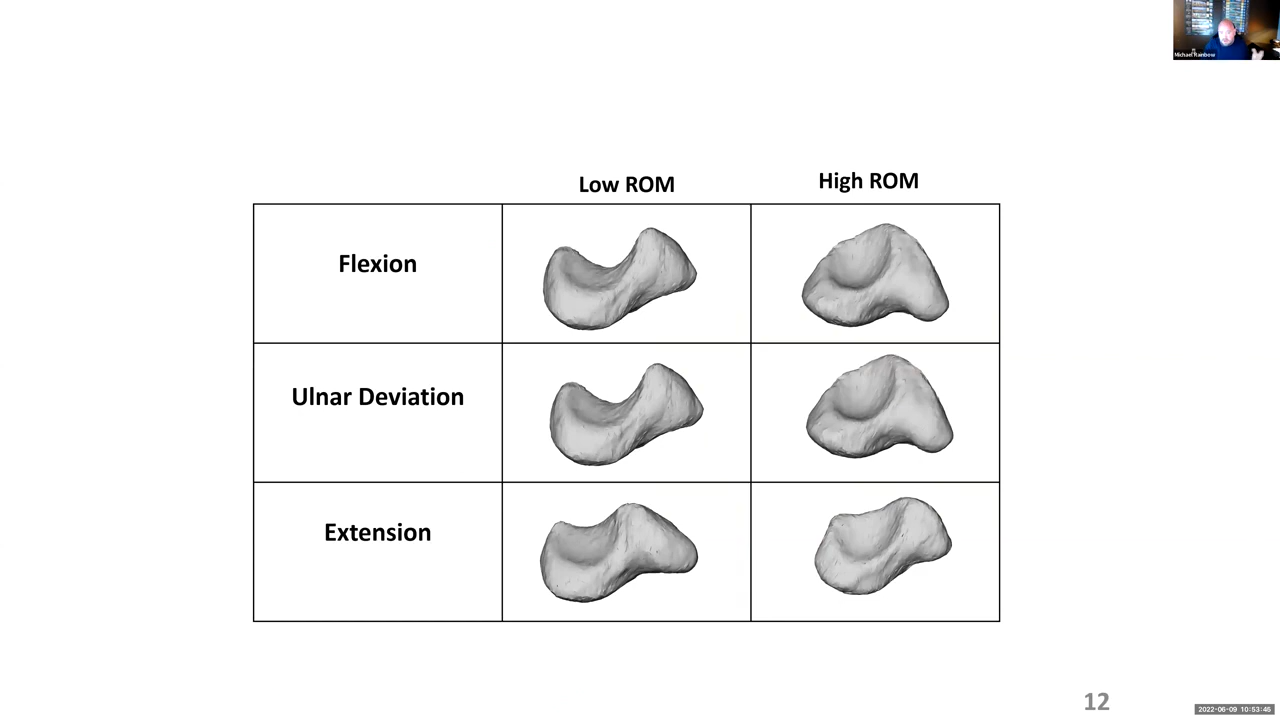 Michael Rainbow
Low ROM
High ROM
Flexion
Ulnar Deviation
Extension
12
2022-06-09 10:53:45